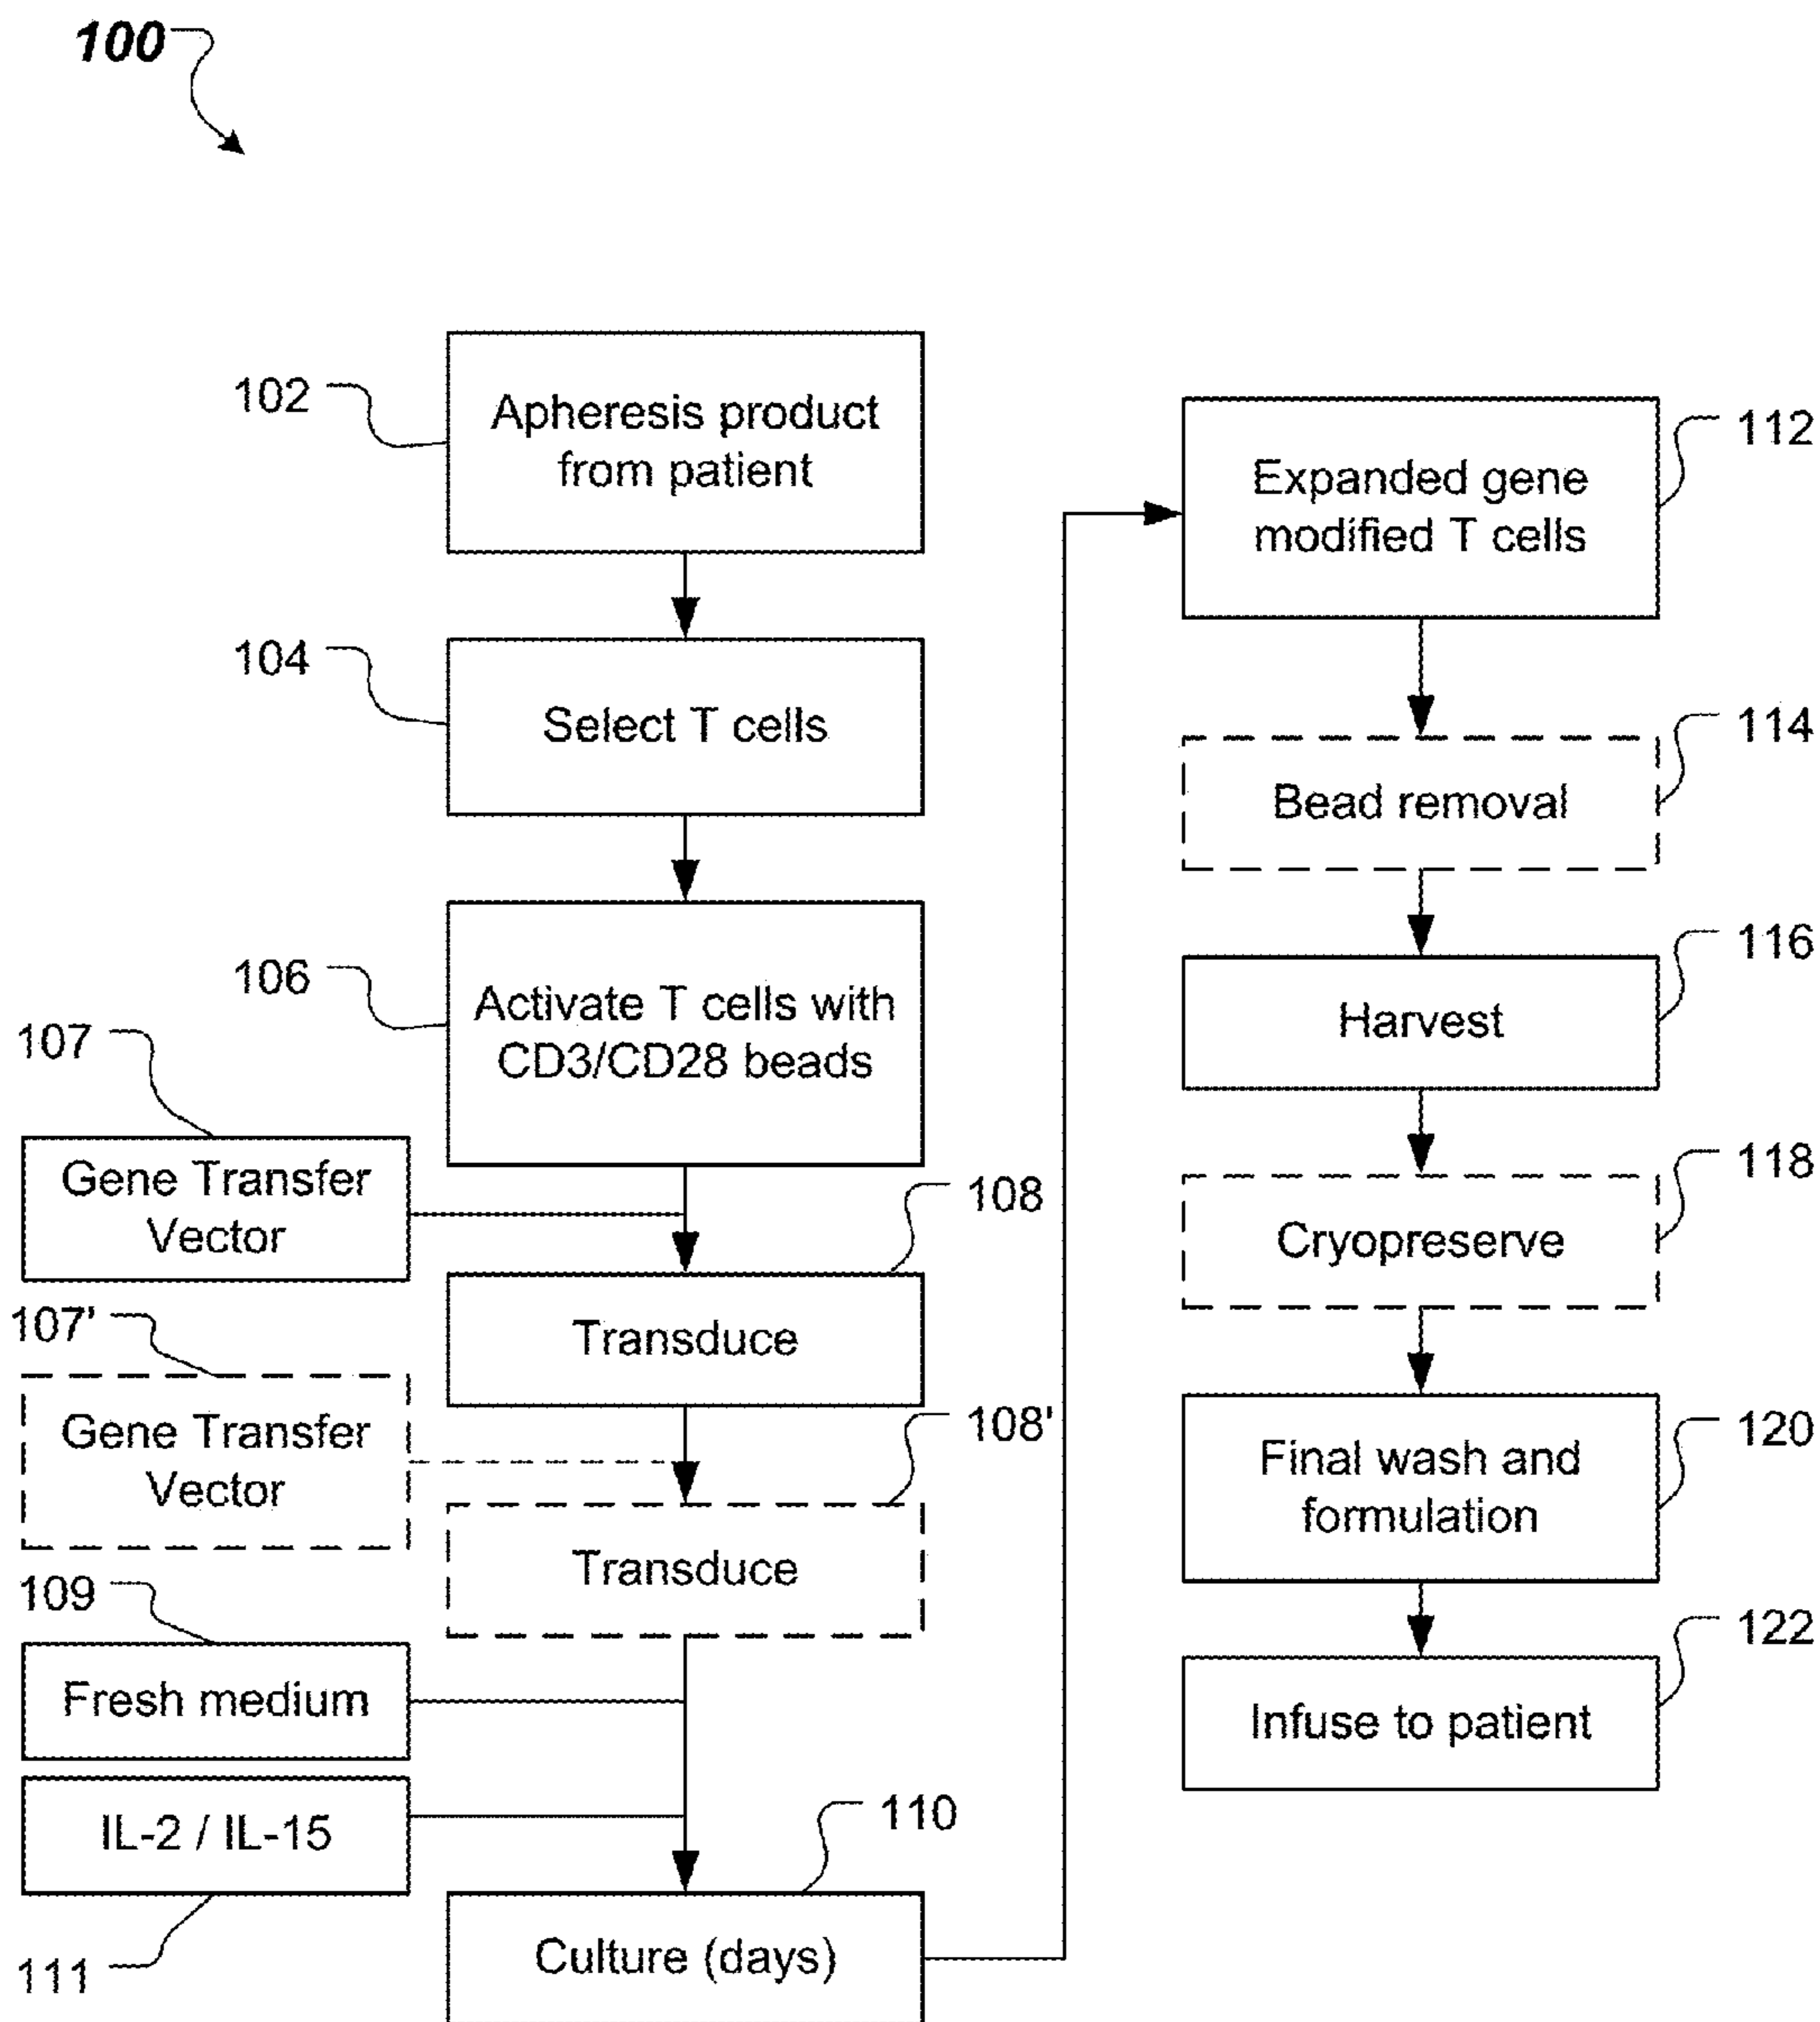 100
102
Apheresis product
from patient
104
Select T cells
106
Activate T cells with
CD3/CD28 beads
107
Gene Transfer
Vector
108
Transduce
107'
Gene Transfer
Vector
108'
Transduce
109
Fresh medium
IL-2 / IL-15
111
110
Culture (days)
112
Expanded gene
modified T cells
114
Bead removal
116
Harvest
118
Cryopreserve
120
Final wash and
formulation
122
Infuse to patient